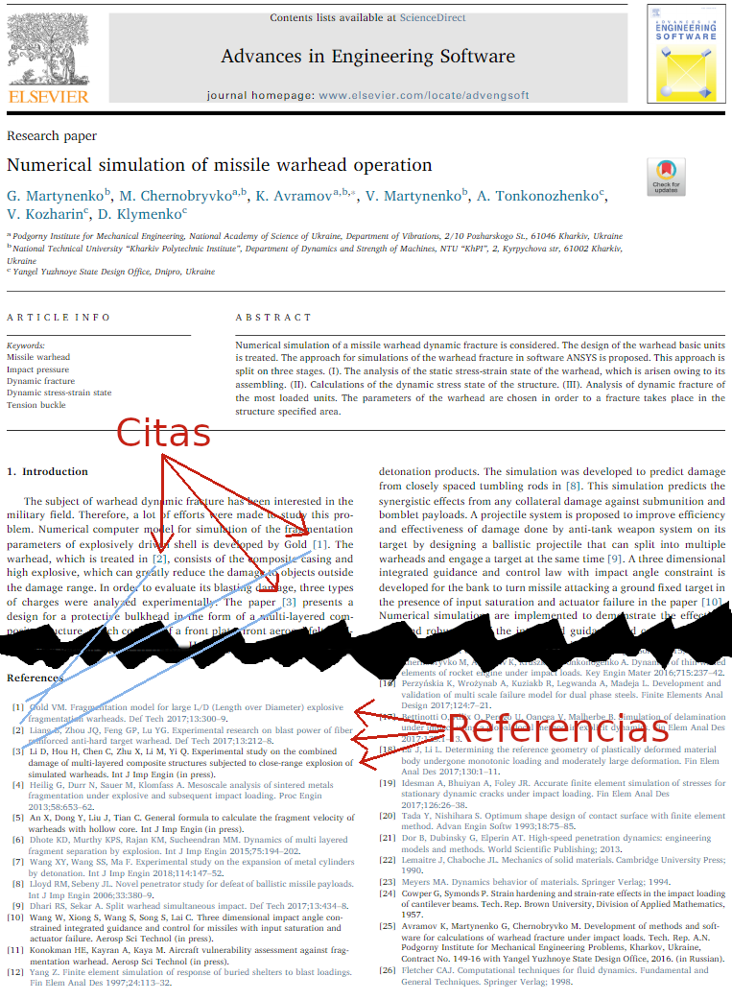 Contents lists available at ScienceDirect
Advances in Engineering Software
journal homepage: www.elsevier.com/locate/advengsoft
ELSEVIER
ADVANCES IN
ENGINEERING
SOFTWARE
Research paper
Numerical simulation of missile warhead operation
Check for
updates
G. Martynenkoᵇ, M. Chernobryvkoᵃ,ᵇ, K. Avramovᵃ,ᵇ,*, V. Martynenkoᵇ, A. Tonkonozhenkoᶜ,
V. Kozharinᶜ, D. Klymenkoᶜ
ᵃ Podgorny Institute for Mechanical Engineering, National Academy of Science of Ukraine, Department of Vibrations, 2/10 Pozharskogo St., 61046 Kharkiv, Ukraine
ᵇ National Technical University "Kharkiv Polytechnic Institute", Department of Dynamics and Strength of Machines, NTU "KhPI", 2, Kyrpychova str, 61002 Kharkiv,
Ukraine
ᶜ Yangel Yuzhnoye State Design Office, Dnipro, Ukraine
ARTICLE INFO
Keywords:
Missile warhead
Impact pressure
Dynamic fracture
Dynamic stress-strain state
Tension buckle
ABSTRACT
Numerical simulation of a missile warhead dynamic fracture is considered. The design of the warhead basic units
is treated. The approach for simulations of the warhead fracture in software ANSYS is proposed. This approach is
split on three stages. (I). The analysis of the static stress-strain state of the warhead, which is arisen owing to its
assembling. (II). Calculations of the dynamic stress state of the structure. (III). Analysis of dynamic fracture of
the most loaded units. The parameters of the warhead are chosen in order to a fracture takes place in the
structure specified area.
Citas
1. Introduction
The subject of warhead dynamic fracture has been interested in the
military field. Therefore, a lot of efforts were made to study this pro-
blem. Numerical computer model for simulation of the fragmentation
parameters of explosively driven shell is developed by Gold [1]. The
warhead, which is treated in [2], consists of the composite casing and
high explosive, which can greatly reduce the damage to objects outside
the damage range. In order to evaluate its blasting damage, three types
of charres were analyzed experimentally. The paper [3] presents a
design for a protective bulkhead in the form of a multi-layered com-
of a front plate
detonation products. The simulation was developed to predict damage
from closely spaced tumbling rods in [8]. This simulation predicts the
synergistic effects from any collateral damage against submunition and
bomblet payloads. A projectile system is proposed to improve efficiency
and effectiveness of damage done by anti-tank weapon system on its
target by designing a ballistic projectile that can split into multiple
warheads and engage a target at the same time [9]. A three dimensional
integrated guidance and control law with impact angle constraint is
developed for the bank to turn missile attacking a ground fixed target in
the presence of input saturation and actuator failure in the paper [10].
Numerical simulations are implemented to demonstrate the
References
[1] Gold VM. Fragmentation model for large L/D (Length over Diameter) explosive
fragmentation warheads. Def Tech 2017;13:300–9.
[2] Liang Z, Zhou JQ, Feng GP, Lu YG. Experimental research on blast power of fiber
reinforced anti-hard target warhead. Def Tech 2017;13:212–8.
[3] Li D, Hou H, Chen C, Zhu X, Li M, Yi Q. Experimental study on the combined
damage of multi-layered composite structures subjected to close-range explosion of
simulated warheads. Int J Imp Engin (in press).
[4] Heilig G, Durr N, Sauer M, Klomfass A. Mesoscale analysis of sintered metals
fragmentation under explosive and subsequent impact loading. Proc Engin
2013;58:653–62.
[5] An X, Dong Y, Liu J, Tian C. General formula to calculate the fragment velocity of
warheads with hollow core. Int J Imp Engin (in press).
[6] Dhote KD, Murthy KPS, Rajan KM, Sucheendran MM. Dynamics of multi layered
fragment separation by explosion. Int J Imp Engin 2015;75:194–202.
[7] Wang XY, Wang SS, Ma F. Experimental study on the expansion of metal cylinders
by detonation. Int J Imp Engin 2018;114:147–52.
[8] Lloyd RM, Sebeny JL. Novel penetrator study for defeat of ballistic missile payloads.
Int J Imp Engin 2006;33:380–9.
[9] Dhari RS, Sekar A. Split warhead simultaneous impact. Def Tech 2017;13:434–8.
[10] Wang W, Xiong S, Wang S, Song S, Lai C. Three dimensional impact angle con-
strained integrated guidance and control for missiles with input saturation and
actuator failure. Aerosp Sci Technol (in press).
[11] Konokman HE, Kayran A, Kaya M. Aircraft vulnerability assessment against frag-
mentation warhead. Aerosp Sci Technol (in press).
[12] Yang Z. Finite element simulation of response of buried shelters to blast loadings.
Fin Elem Anal Des 1997;24:113–32.
elements of rocket engine under impact loads. Key Engin Mater 2016;715:237–42.
[16] Perzyńskia K, Wrożynab A, Kuziakb R, Legwanda A, Madeja L. Development and
validation of multi scale failure model for dual phase steels. Finite Elements Anal
Design 2017;124:7–21.
[17] Bettinotti O, Allix O, Perego U, Oancea V, Malherbe B. Simulation of delamination
Referencias
[18] Lu J, Li L. Determining the reference geometry of plastically deformed material
body undergone monotonic loading and moderately large deformation. Fin Elem
Anal Des 2017;130:1–11.
[19] Idesman A, Bhuiyan A, Foley JR. Accurate finite element simulation of stresses for
stationary dynamic cracks under impact loading. Fin Elem Anal Des
2017;126:26–38.
[20] Tada Y, Nishihara S. Optimum shape design of contact surface with finite element
method. Advan Engin Softw 1993;18:75–85.
[21] Dor B, Dubinsky G, Elperin AT. High-speed penetration dynamics: engineering
models and methods. World Scientific Publishing; 2013.
[22] Lemaitre J, Chaboche JL. Mechanics of solid materials. Cambridge University Press;
1990.
[23] Meyers MA. Dynamics behavior of materials. Springer Verlag; 1994.
[24] Cowper G, Symonds P. Strain hardening and strain-rate effects in the impact loading
of cantilever beams. Tech. Rep. Brown University, Division of Applied Mathematics,
1957.
[25] Avramov K, Martynenko G, Chernobryvko M. Development of methods and soft-
ware for calculations of warhead fracture under impact loads. Tech. Rep. A.N.
Podgorny Institute for Mechanical Engineering Problems, Kharkov, Ukraine,
Contract No. 149-16 with Yangel Yuzhnoye State Design Office, 2016. (in Russian).
[26] Fletcher CAJ. Computational techniques for fluid dynamics. Fundamental and
General Techniques. Springer Verlag; 1998.